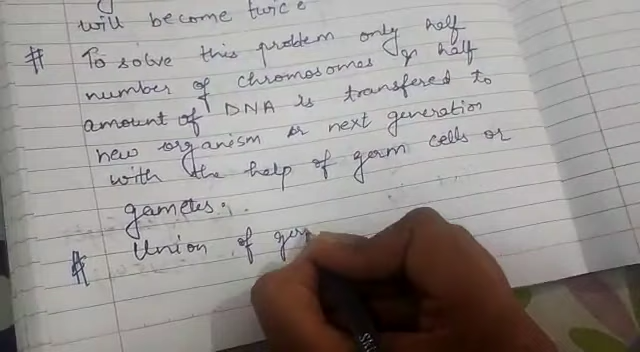 will become twice
# To solve this problem only half
number of chromosomes & half
amount of DNA is transfered to
new organism or next generation
with the help of germ cells or
gametes.
# Union of ger